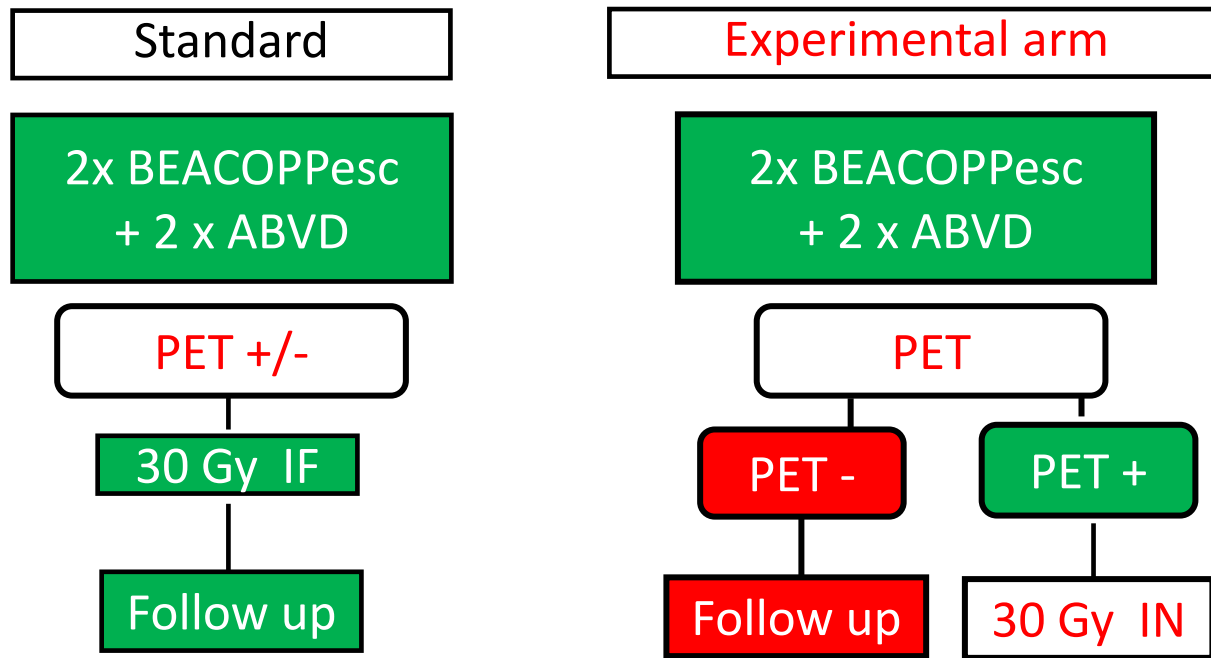 Standard
2x BEACOPPesc
+ 2 x ABVD
PET +/-
30 Gy IF
Follow up
Experimental arm
2x BEACOPPesc
+ 2 x ABVD
PET
PET -
PET +
Follow up
30 Gy IN